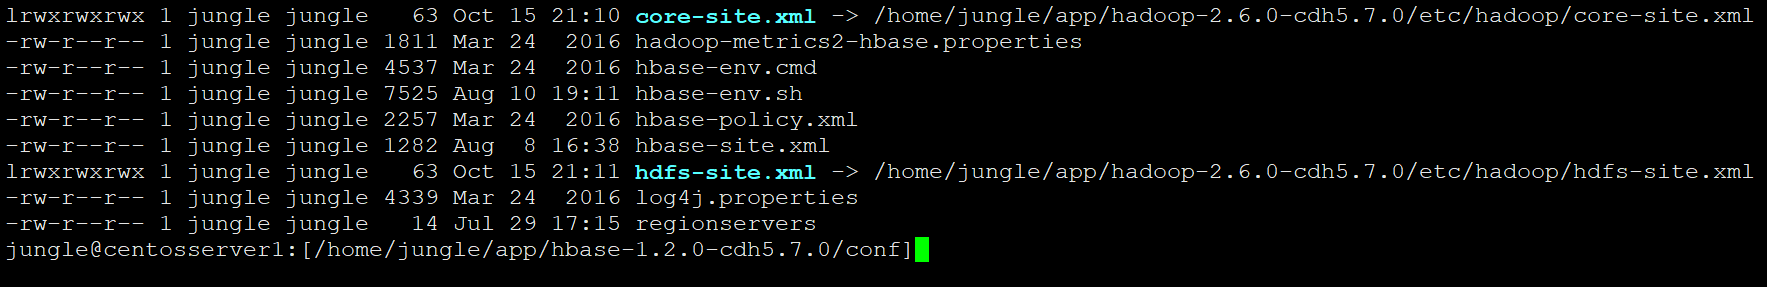 lrwxrwxrwx 1 jungle jungle   63 Oct 15 21:10 core-site.xml -> /home/jungle/app/hadoop-2.6.0-cdh5.7.0/etc/hadoop/core-site.xml
-rw-r--r-- 1 jungle jungle 1811 Mar 24  2016 hadoop-metrics2-hbase.properties
-rw-r--r-- 1 jungle jungle 4537 Mar 24  2016 hbase-env.cmd
-rw-r--r-- 1 jungle jungle 7525 Aug 10 19:11 hbase-env.sh
-rw-r--r-- 1 jungle jungle 2257 Mar 24  2016 hbase-policy.xml
-rw-r--r-- 1 jungle jungle 1282 Aug  8 16:38 hbase-site.xml
lrwxrwxrwx 1 jungle jungle   63 Oct 15 21:11 hdfs-site.xml -> /home/jungle/app/hadoop-2.6.0-cdh5.7.0/etc/hadoop/hdfs-site.xml
-rw-r--r-- 1 jungle jungle 4339 Mar 24  2016 log4j.properties
-rw-r--r-- 1 jungle jungle   14 Jul 29 17:15 regionservers
jungle@centosserver1:[/home/jungle/app/hbase-1.2.0-cdh5.7.0/conf]